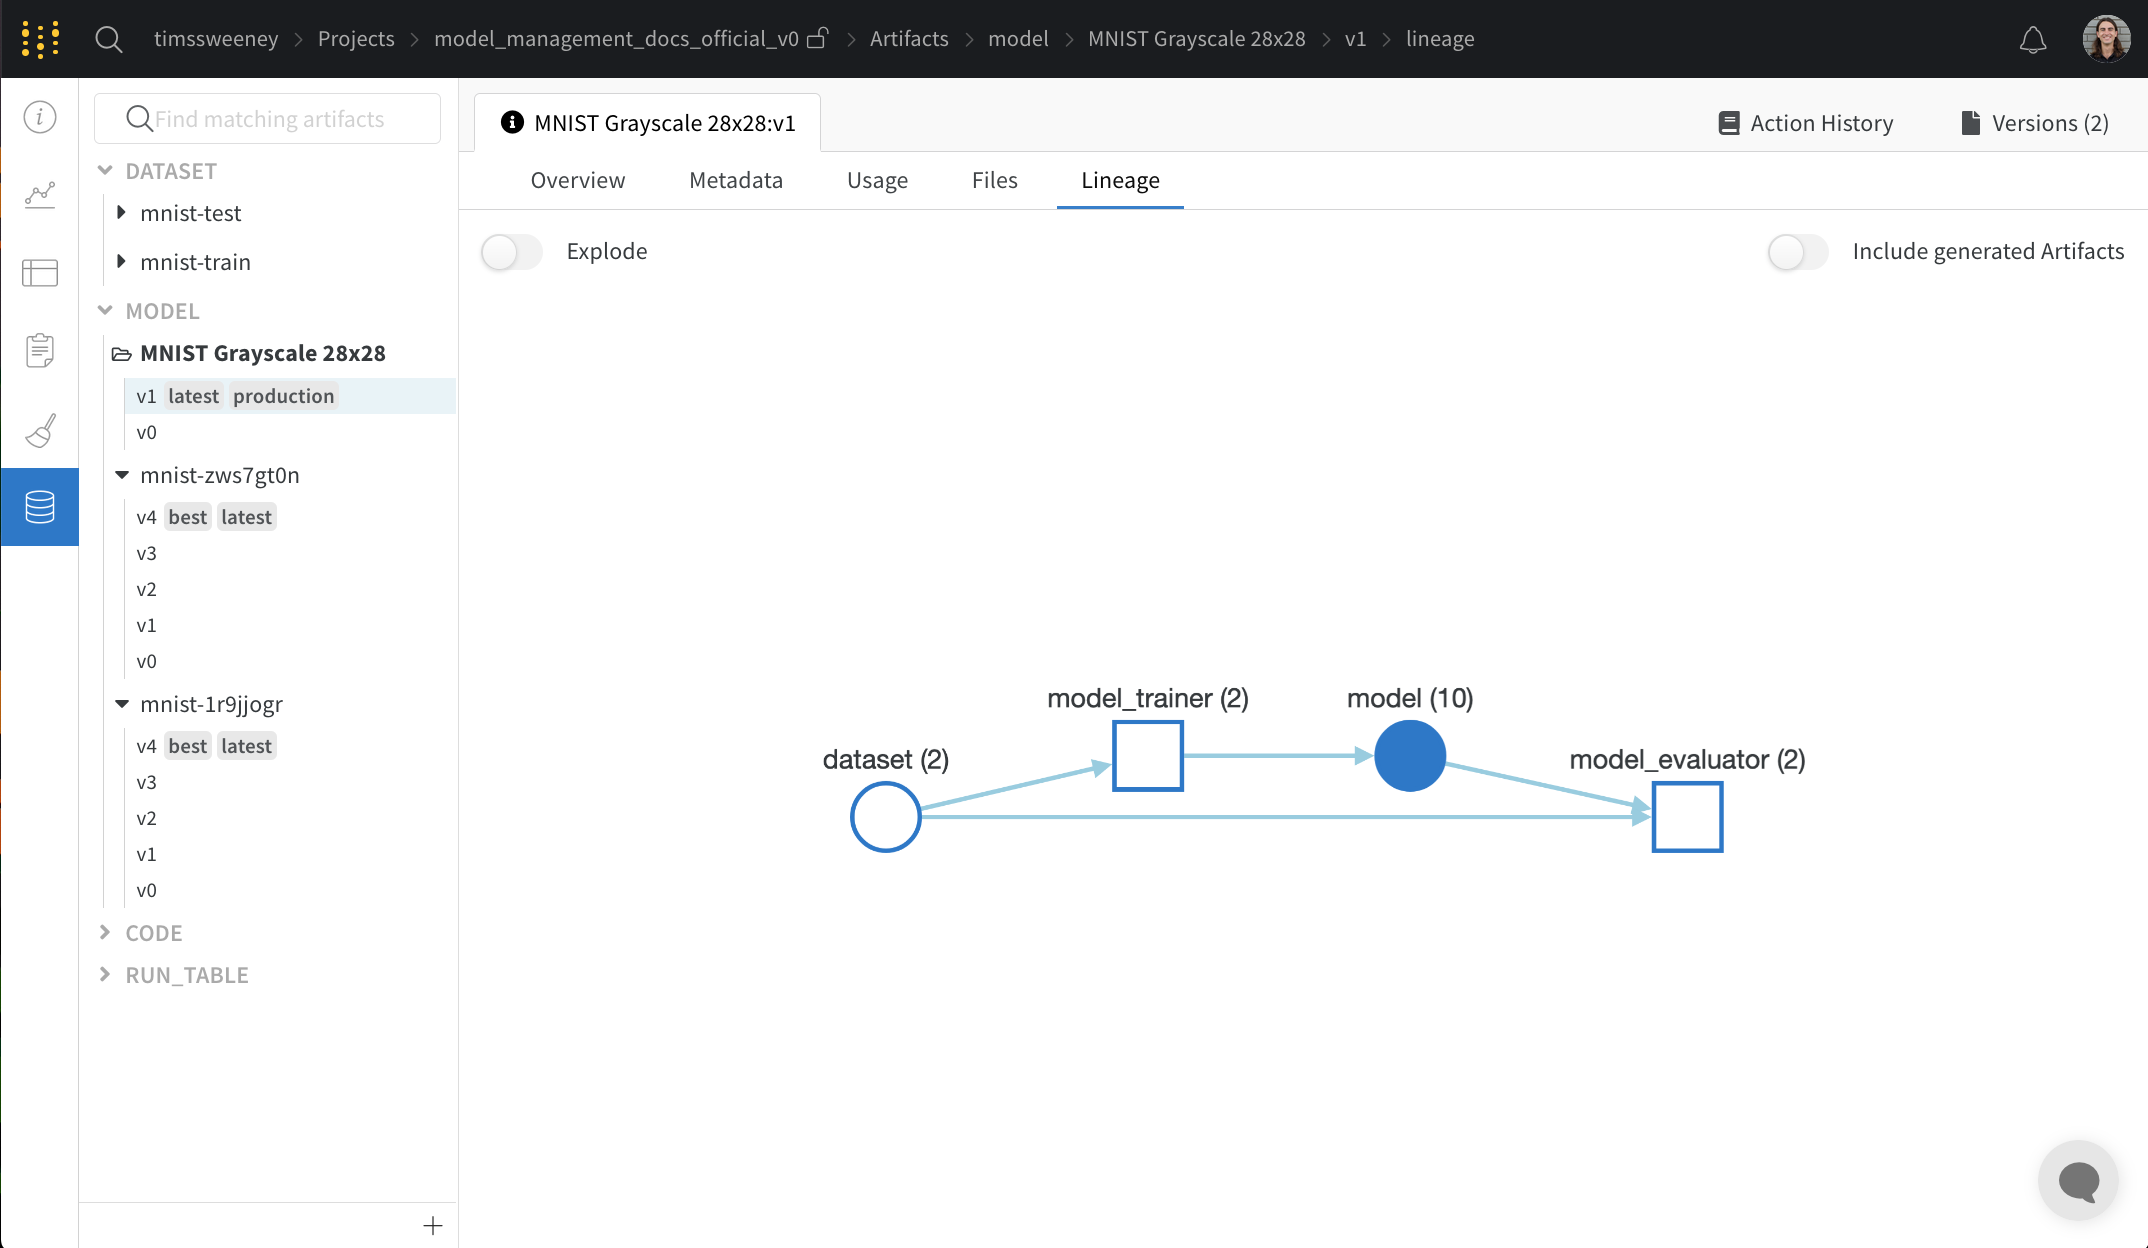 timssweeney > Projects > model_management_docs_official_v0 > Artifacts > model > MNIST Grayscale 28x28 > v1 > lineage
Find matching artifacts
DATASET
mnist-test
mnist-train
MODEL
MNIST Grayscale 28x28
v1 latest production
v0
mnist-zws7gt0n
v4 best latest
v3
v2
v1
v0
mnist-1r9jjogr
v4 best latest
v3
v2
v1
v0
CODE
RUN_TABLE
MNIST Grayscale 28x28:v1
Action History
Versions (2)
Overview Metadata Usage Files Lineage
Explode
Include generated Artifacts
model_trainer (2)
model (10)
dataset (2)
model_evaluator (2)